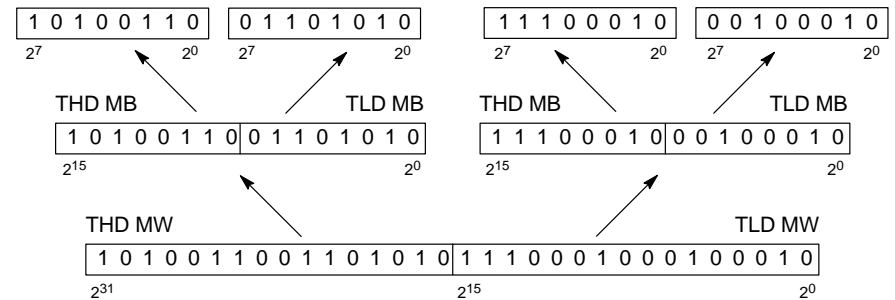 1 0 1 0 0 1 1 0 0 1 1 0 1 0 1 0 1 1 1 0 0 0 1 0 0 0 1 0 0 0 1 0
2⁷ 2⁰ 2⁷ 2⁰ 2⁷ 2⁰ 2⁷ 2⁰
THD MB TLD MB THD MB TLD MB
1 0 1 0 0 1 1 0 0 1 1 0 1 0 1 0 1 1 1 0 0 0 1 0 0 0 1 0 0 0 1 0
2¹⁵ 2⁰ 2¹⁵ 2⁰
THD MW TLD MW
1 0 1 0 0 1 1 0 0 1 1 0 1 0 1 0 1 1 1 0 0 0 1 0 0 0 1 0 0 0 1 0
2³¹ 2¹⁵ 2⁰